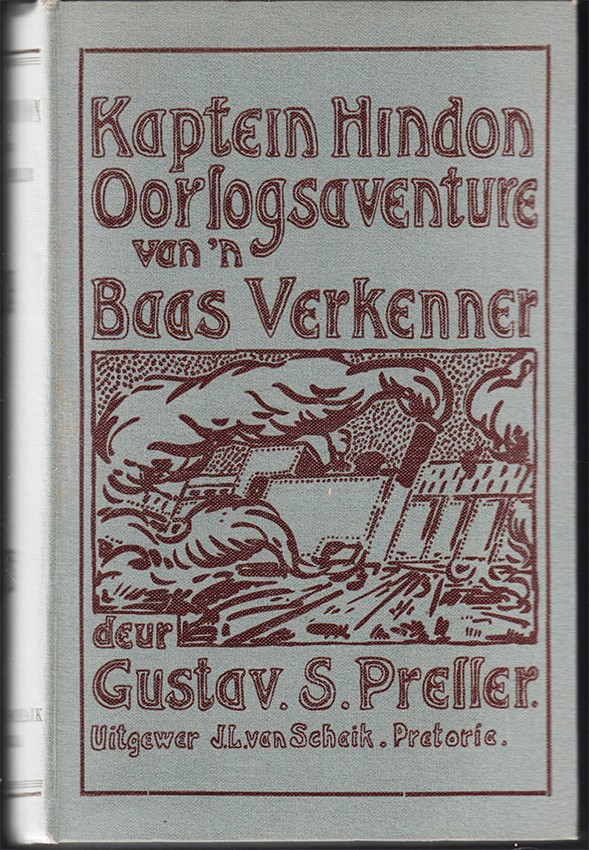 Kaptein Hindon
Oorlogsaventure
van 'n
Baas Verkenner
deur
Gustav. S. Preller.
Uitgewer J.L. van Schaik. Pretoria.